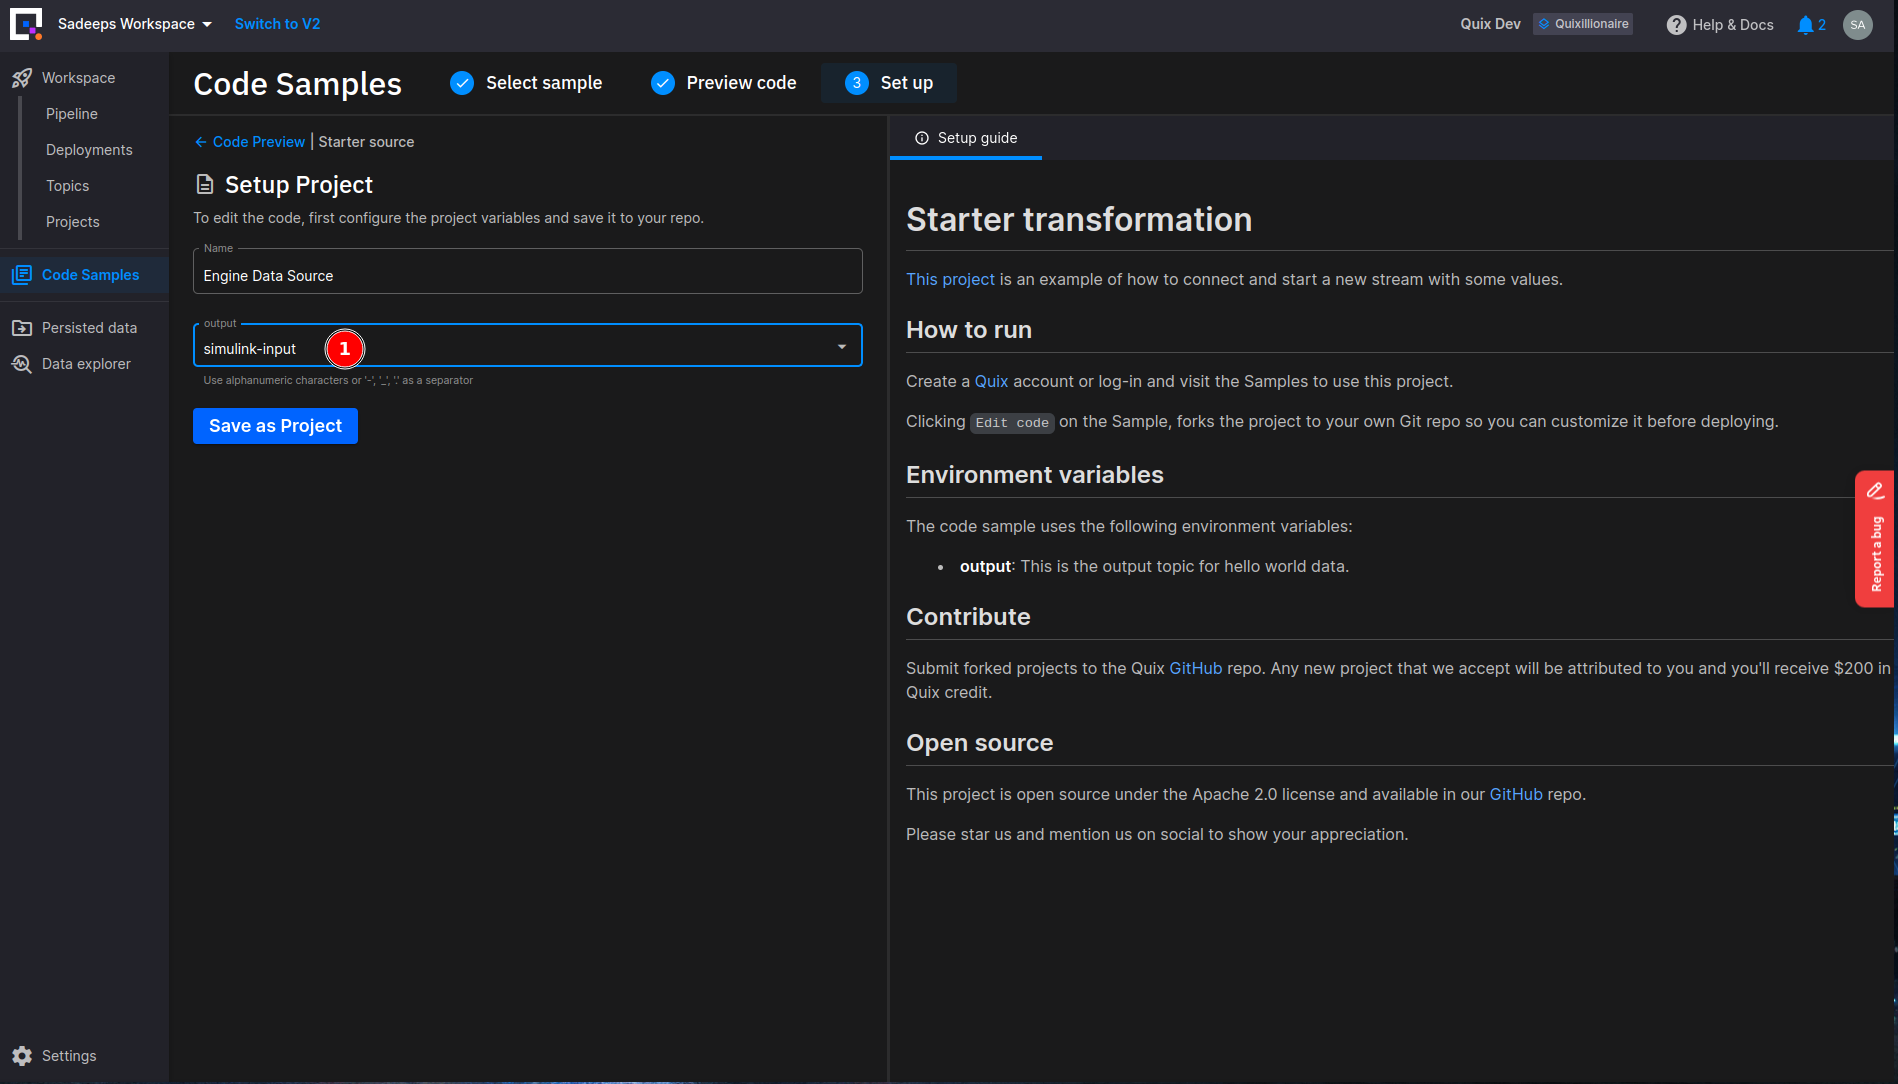 Sadeeps Workspace
Switch to V2
Quix Dev
Quixillionaire
Help & Docs
2
SA
Workspace
Pipeline
Deployments
Topics
Projects
Code Samples
Persisted data
Data explorer
Settings
Code Samples
Select sample
Preview code
3 Set up
Code Preview | Starter source
Setup Project
To edit the code, first configure the project variables and save it to your repo.
Name
Engine Data Source
output
simulink-input
1
Use alphanumeric characters or '-', '_', '.' as a separator
Save as Project
Setup guide
Starter transformation
This project is an example of how to connect and start a new stream with some values.
How to run
Create a Quix account or log-in and visit the Samples to use this project.
Clicking Edit code on the Sample, forks the project to your own Git repo so you can customize it before deploying.
Environment variables
The code sample uses the following environment variables:
• output: This is the output topic for hello world data.
Contribute
Submit forked projects to the Quix GitHub repo. Any new project that we accept will be attributed to you and you'll receive $200 in
Quix credit.
Open source
This project is open source under the Apache 2.0 license and available in our GitHub repo.
Please star us and mention us on social to show your appreciation.
Report a bug